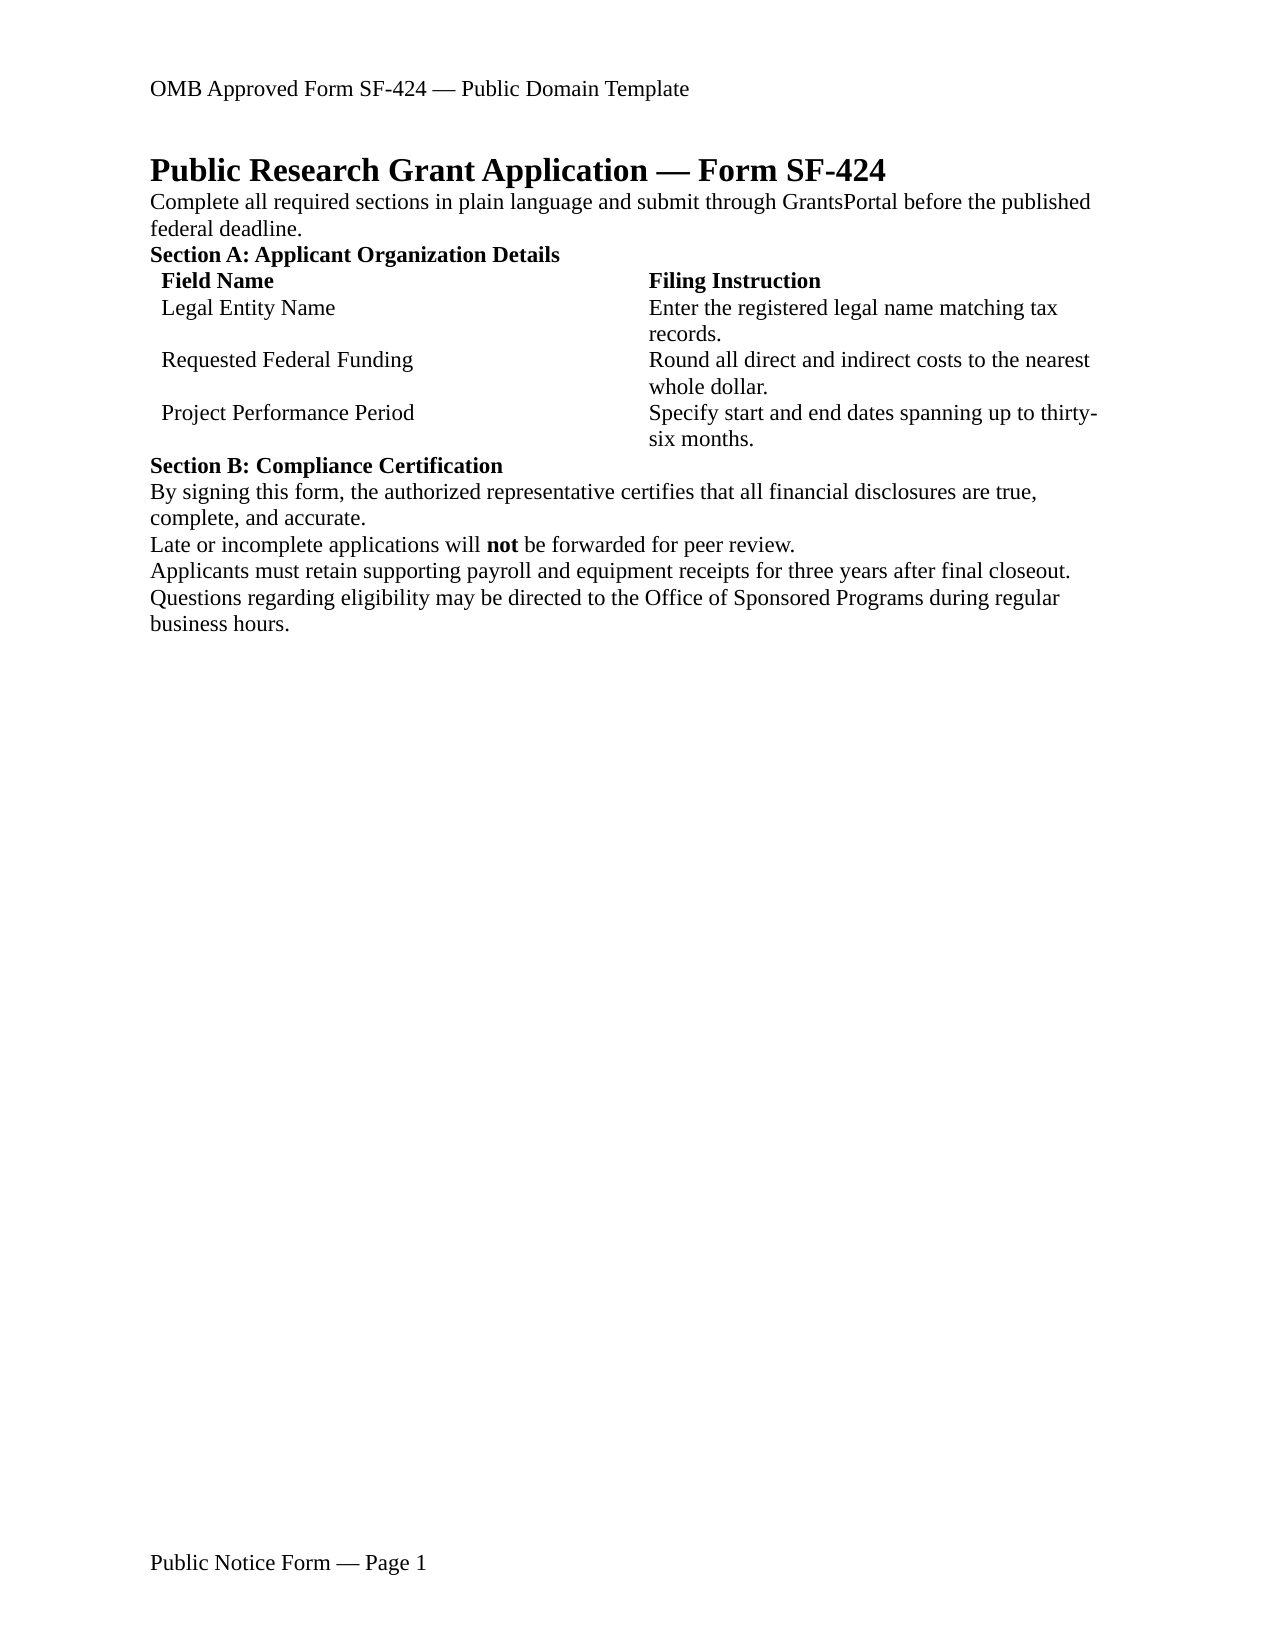 OMB Approved Form SF-424 — Public Domain Template
Public Research Grant Application — Form SF-424
Complete all required sections in plain language and submit through GrantsPortal before the published
federal deadline.
Section A: Applicant Organization Details
Field Name Filing Instruction
Legal Entity Name Enter the registered legal name matching tax
records.
Requested Federal Funding Round all direct and indirect costs to the nearest
whole dollar.
Project Performance Period Specify start and end dates spanning up to thirty-
six months.
Section B: Compliance Certification
By signing this form, the authorized representative certifies that all financial disclosures are true,
complete, and accurate.
Late or incomplete applications will not be forwarded for peer review.
Applicants must retain supporting payroll and equipment receipts for three years after final closeout.
Questions regarding eligibility may be directed to the Office of Sponsored Programs during regular
business hours.
Public Notice Form — Page 1